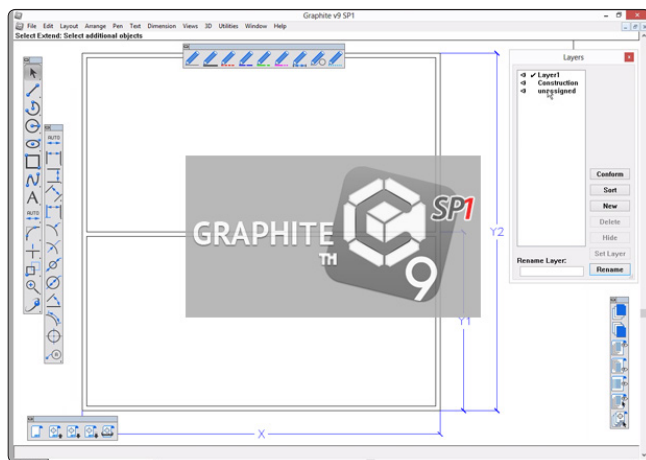 Graphite v9 SP1
File Edit Layout Arrange Pen Text Dimension Views 3D Utilities Window Help
Select Extend: Select additional objects
Layers
Layer1
Construction
unassigned
AUTO
A
AUTO
Conform
Sort
New
Delete
Hide
Set Layer
Rename Layer:
Rename
GRAPHITE
TM
SP1
9
Y2
Y1
X